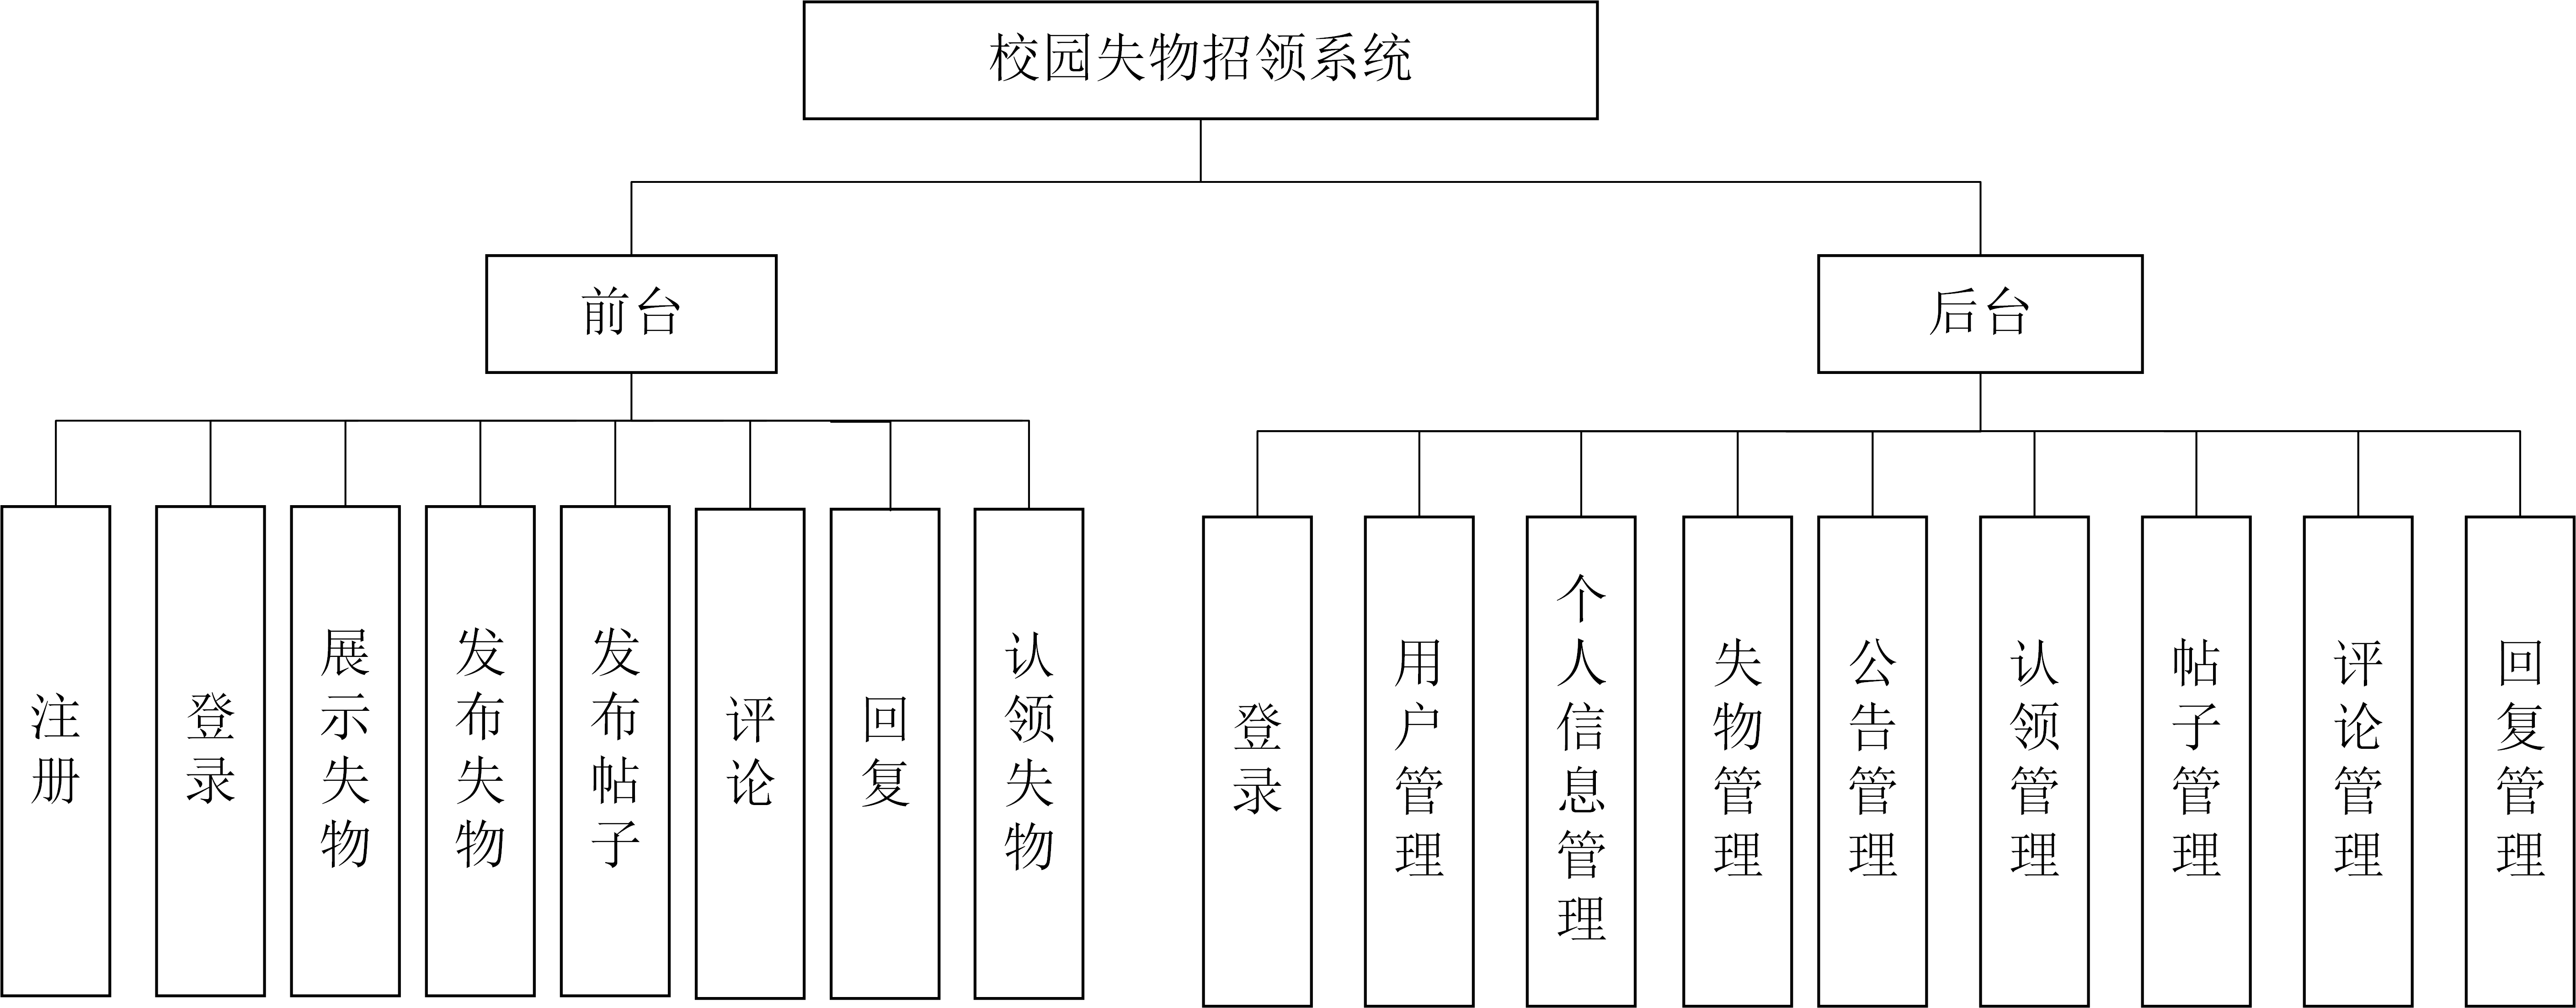 校园失物招领系统
前台
后台
注册
登录
展示失物
发布失物
发布帖子
评论
回复
认领失物
登录
用户管理
个人信息管理
失物管理
公告管理
认领管理
帖子管理
评论管理
回复管理